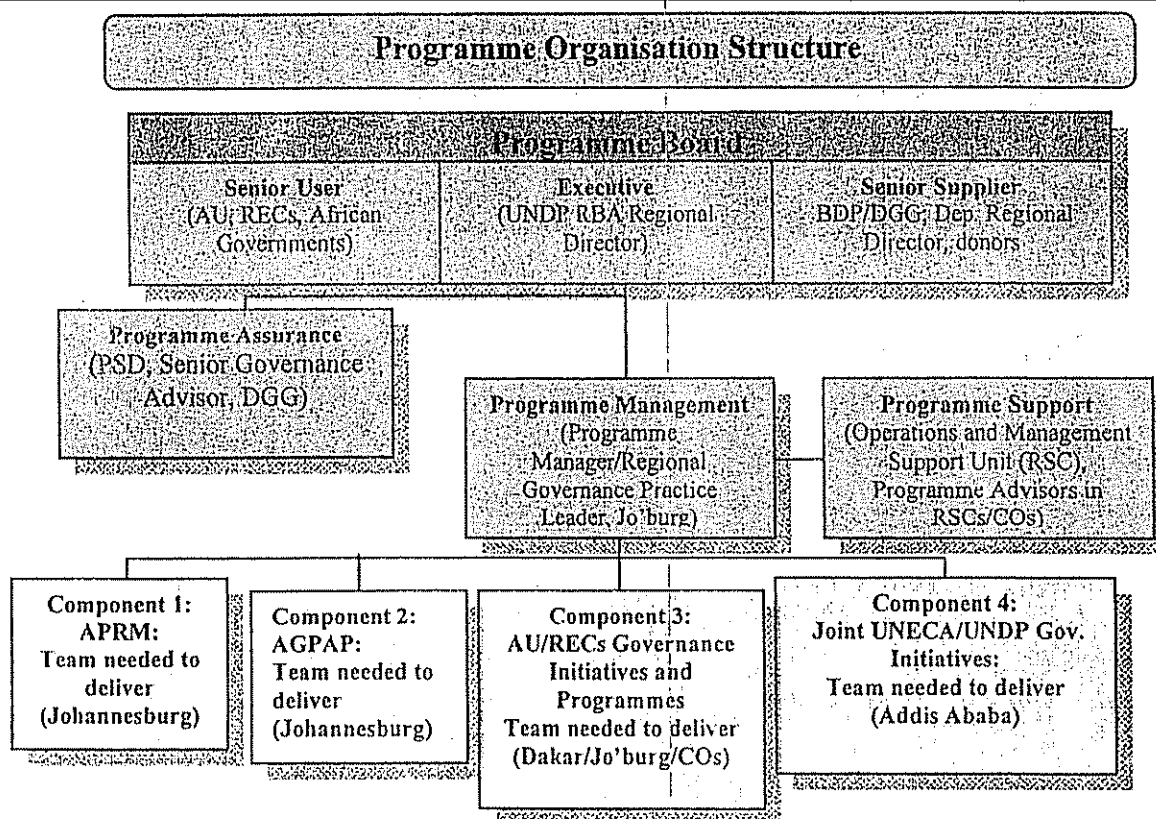 Programme Organisation Structure
Programme Board
Senior User
(AU, RECs, African
Governments)
Executive
(UNDP RBA Regional
Director)
Senior Supplier
BDP/DGG; Dep. Regional
Director, donors
Programme Assurance
(PSD, Senior Governance
Advisor, DGG)
Programme Management
(Programme
Manager/Regional
Governance Practice
Leader, Jo'burg)
Programme Support
(Operations and Management
Support Unit (RSC),
Programme Advisors in
RSCs/COs)
Component 1:
APRM:
Team needed to
deliver
(Johannesburg)
Component 2:
AGPAP:
Team needed to
deliver
(Johannesburg)
Component 3:
AU/RECs Governance
Initiatives and
Programmes
Team needed to deliver
(Dakar/Jo'burg/COs)
Component 4:
Joint UNECA/UNDP Gov.
Initiatives:
Team needed to deliver
(Addis Ababa)